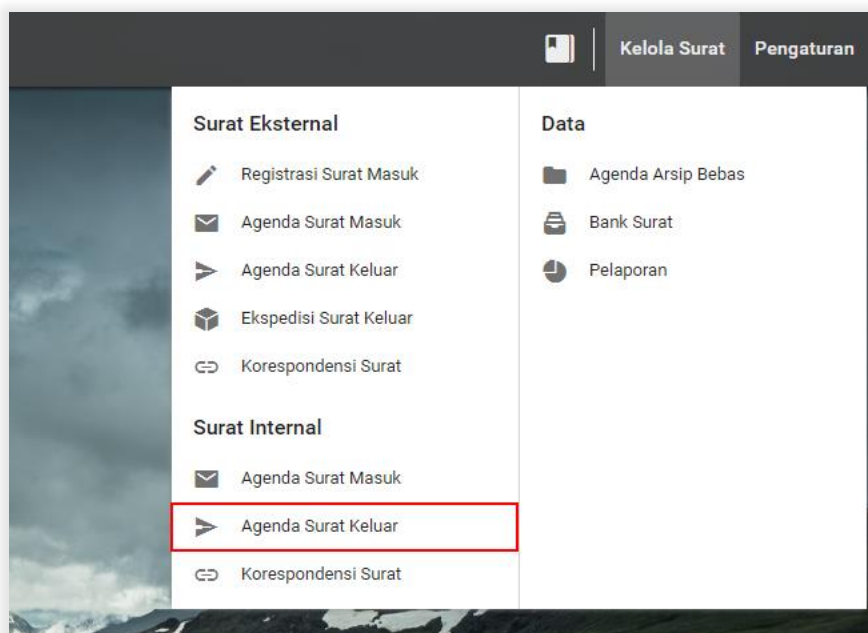 Kelola Surat
Pengaturan
Surat Eksternal
Registrasi Surat Masuk
Agenda Surat Masuk
Agenda Surat Keluar
Ekspedisi Surat Keluar
Korespondensi Surat
Surat Internal
Agenda Surat Masuk
Agenda Surat Keluar
Korespondensi Surat
Data
Agenda Arsip Bebas
Bank Surat
Pelaporan